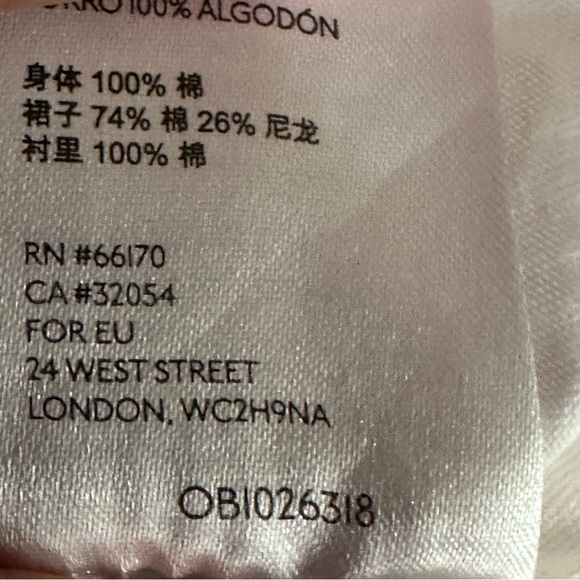 100% ALGODÓN
身体 100% 棉
裙子 74% 棉 26% 尼龙
衬里 100% 棉
RN #66170
CA #32054
FOR EU
24 WEST STREET
LONDON, WC2H9NA
OB1026318